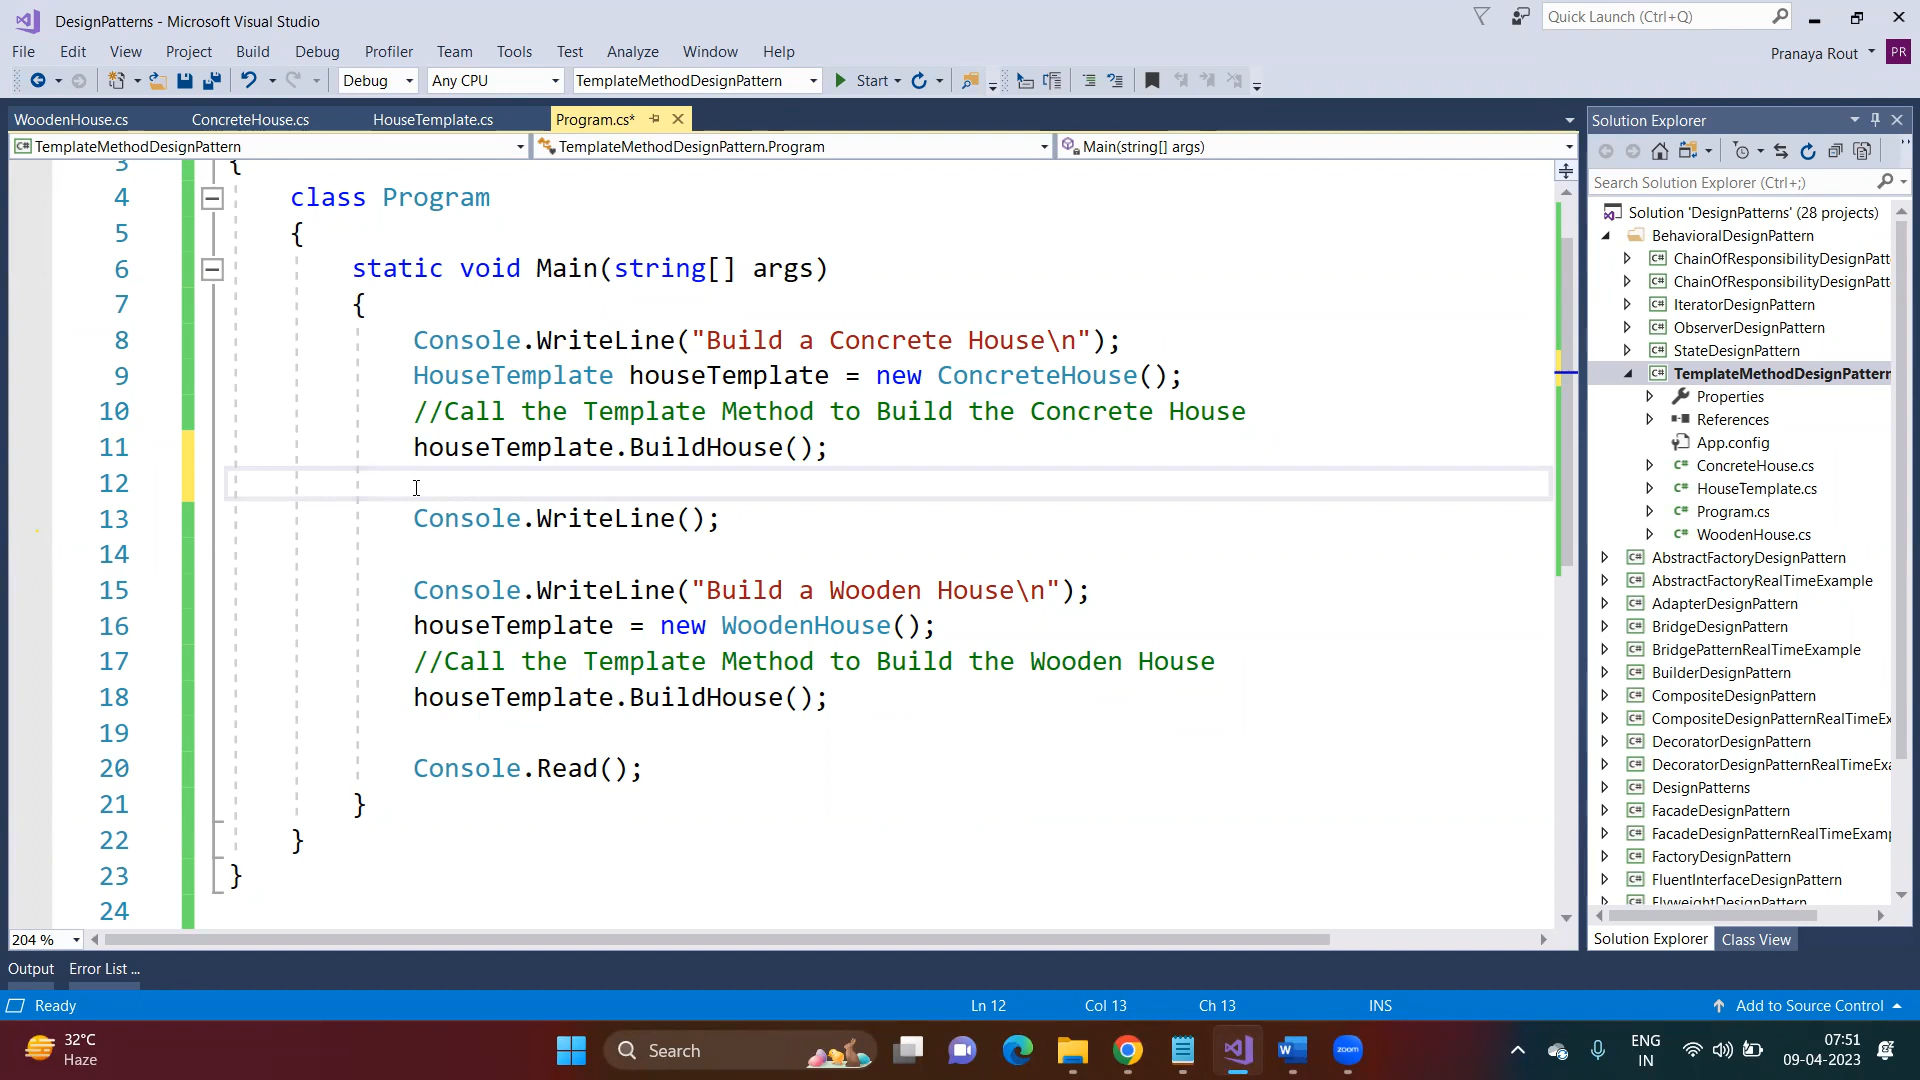 DesignPatterns - Microsoft Visual Studio
Quick Launch (Ctrl+Q)
File Edit View Project Build Debug Profiler Team Tools Test Analyze Window Help
Pranaya Rout PR
Debug Any CPU TemplateMethodDesignPattern Start
WoodenHouse.cs ConcreteHouse.cs HouseTemplate.cs Program.cs*
TemplateMethodDesignPattern TemplateMethodDesignPattern.Program Main(string[] args)
3 {
4 class Program
5 {
6 static void Main(string[] args)
7 {
8 Console.WriteLine("Build a Concrete House\n");
9 HouseTemplate houseTemplate = new ConcreteHouse();
10 //Call the Template Method to Build the Concrete House
11 houseTemplate.BuildHouse();
12
13 Console.WriteLine();
14
15 Console.WriteLine("Build a Wooden House\n");
16 houseTemplate = new WoodenHouse();
17 //Call the Template Method to Build the Wooden House
18 houseTemplate.BuildHouse();
19
20 Console.Read();
21 }
22 }
23 }
24
204 %
Solution Explorer
Search Solution Explorer (Ctrl+;)
Solution 'DesignPatterns' (28 projects)
BehavioralDesignPattern
C# ChainOfResponsibilityDesignPatt
C# ChainOfResponsibilityDesignPatt
C# IteratorDesignPattern
C# ObserverDesignPattern
C# StateDesignPattern
C# TemplateMethodDesignPattern
Properties
References
App.config
C# ConcreteHouse.cs
C# HouseTemplate.cs
C# Program.cs
C# WoodenHouse.cs
C# AbstractFactoryDesignPattern
C# AbstractFactoryRealTimeExample
C# AdapterDesignPattern
C# BridgeDesignPattern
C# BridgePatternRealTimeExample
C# BuilderDesignPattern
C# CompositeDesignPattern
C# CompositeDesignPatternRealTimeEx
C# DecoratorDesignPattern
C# DecoratorDesignPatternRealTimeExa
C# DesignPatterns
C# FacadeDesignPattern
C# FacadeDesignPatternRealTimeExamp
C# FactoryDesignPattern
C# FluentInterfaceDesignPattern
C# FlyweightDesignPattern
Solution Explorer Class View
Output Error List ...
Ready Ln 12 Col 13 Ch 13 INS Add to Source Control
32°C
Haze
Search
zoom
ENG
IN
07:51
09-04-2023